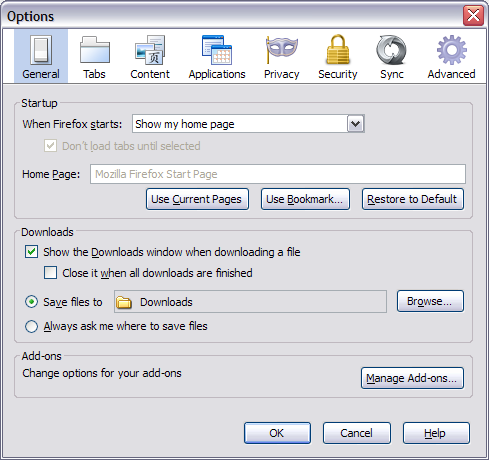 Options
General Tabs Content Applications Privacy Security Sync Advanced
Startup
When Firefox starts: Show my home page
Don't load tabs until selected
Home Page: Mozilla Firefox Start Page
Use Current Pages Use Bookmark... Restore to Default
Downloads
Show the Downloads window when downloading a file
Close it when all downloads are finished
Save files to Downloads Browse...
Always ask me where to save files
Add-ons
Change options for your add-ons Manage Add-ons...
OK Cancel Help